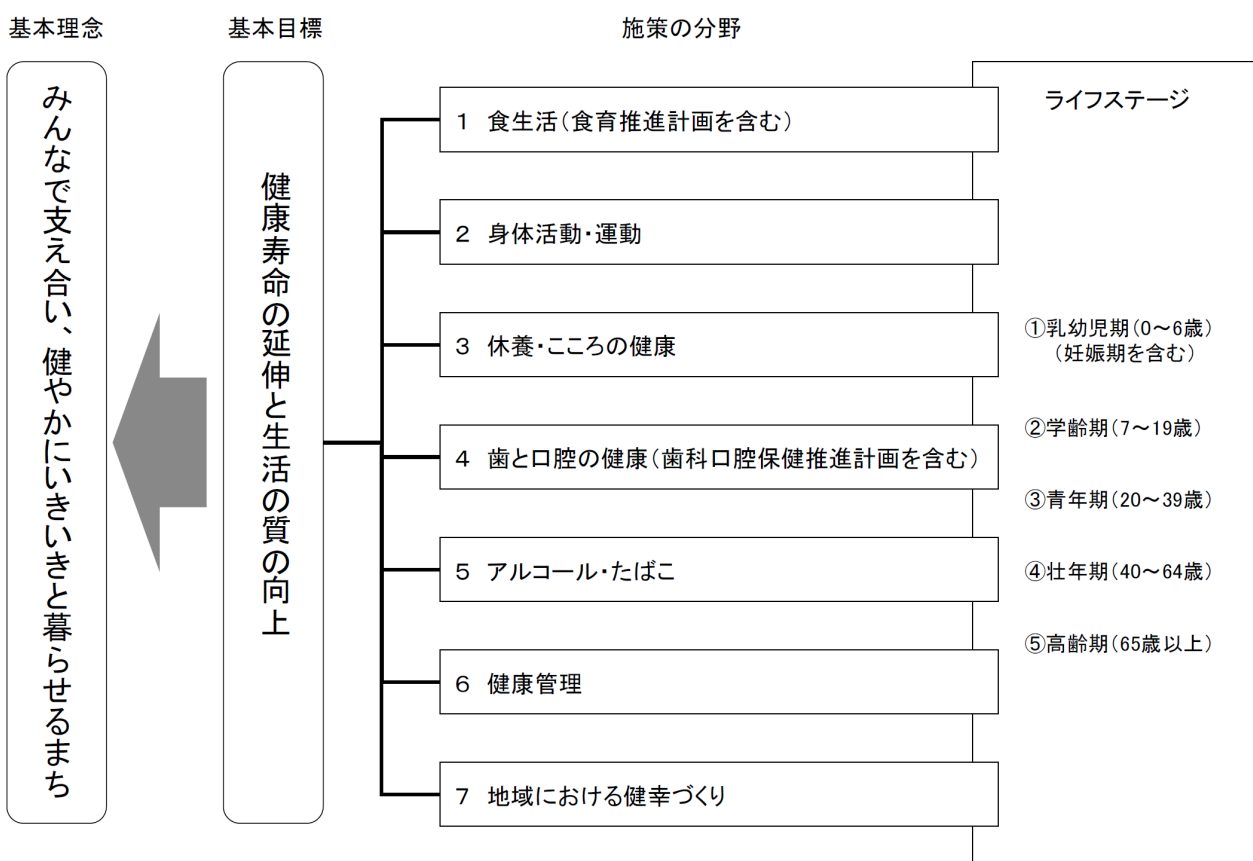 基本理念
基本目標
施策の分野
みんなで支え合い、健やかにいきいきと暮らせるまち
健康寿命の延伸と生活の質の向上
1 食生活(食育推進計画を含む)
2 身体活動・運動
3 休養・こころの健康
4 歯と口腔の健康(歯科口腔保健推進計画を含む)
5 アルコール・たばこ
6 健康管理
7 地域における健幸づくり
ライフステージ
①乳幼児期(0～6歳)
(妊娠期を含む)
②学齢期(7～19歳)
③青年期(20～39歳)
④壮年期(40～64歳)
⑤高齢期(65歳以上)